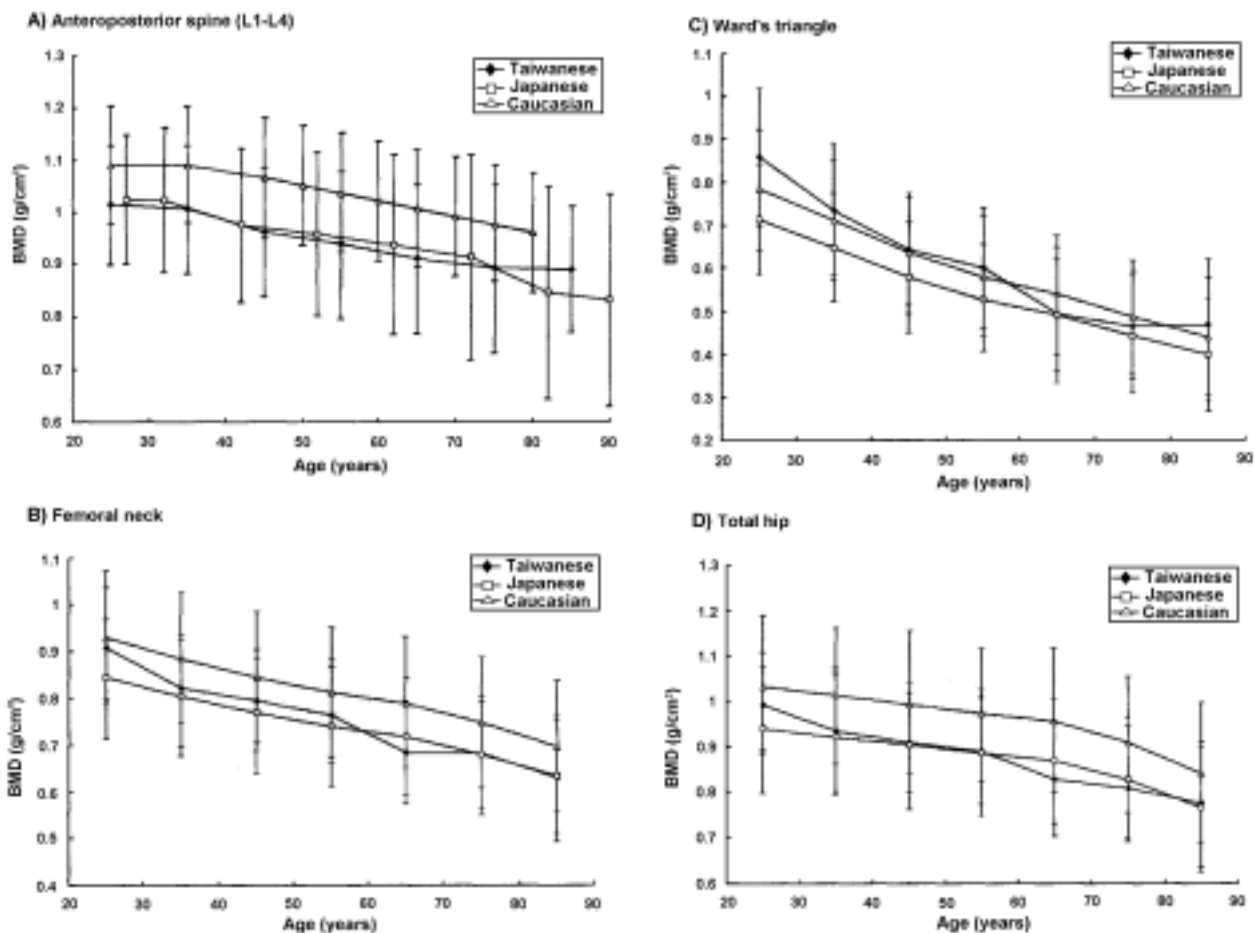 A) Anteroposterior spine (L1-L4)
Taiwanese
Japanese
Caucasian
BMD (g/cm²)
1.3
1.2
1.1
1
0.9
0.8
0.7
0.6
20 30 40 50 60 70 80 90
Age (years)
B) Femoral neck
Taiwanese
Japanese
Caucasian
BMD (g/cm²)
1.1
1
0.9
0.8
0.7
0.6
0.5
0.4
20 30 40 50 60 70 80 90
Age (years)
C) Ward's triangle
Taiwanese
Japanese
Caucasian
BMD (g/cm²)
1.1
1
0.9
0.8
0.7
0.6
0.5
0.4
0.3
0.2
20 30 40 50 60 70 80 90
Age (years)
D) Total hip
Taiwanese
Japanese
Caucasian
BMD (g/cm²)
1.3
1.2
1.1
1
0.9
0.8
0.7
0.6
20 30 40 50 60 70 80 90
Age (years)